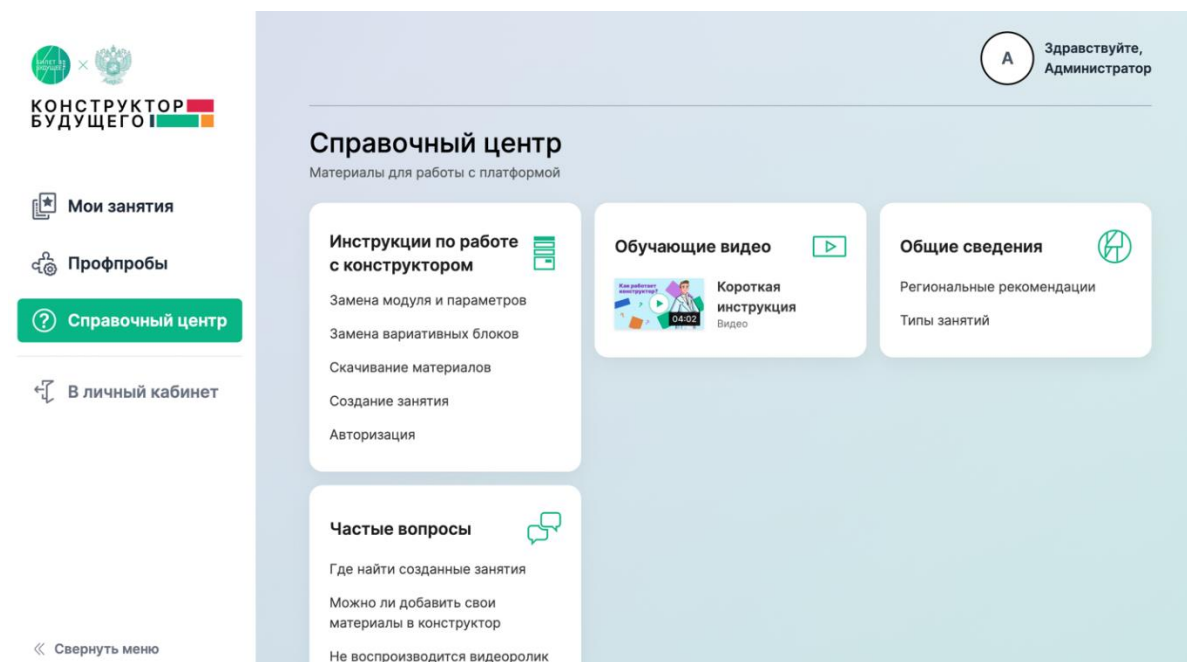 БИЛЕТ В
БУДУЩЕЕ
КОНСТРУКТОР
БУДУЩЕГО
Мои занятия
Профпробы
Справочный центр
В личный кабинет
Свернуть меню
А
Здравствуйте,
Администратор
Справочный центр
Материалы для работы с платформой
Инструкции по работе
с конструктором
Замена модуля и параметров
Замена вариативных блоков
Скачивание материалов
Создание занятия
Авторизация
Обучающие видео
Как работает
конструктор?
04:02
Короткая
инструкция
Видео
Общие сведения
Региональные рекомендации
Типы занятий
Частые вопросы
Где найти созданные занятия
Можно ли добавить свои
материалы в конструктор
Не воспроизводится видеоролик